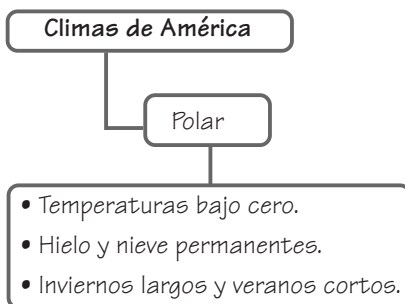 Climas de América
Polar
• Temperaturas bajo cero.
• Hielo y nieve permanentes.
• Inviernos largos y veranos cortos.